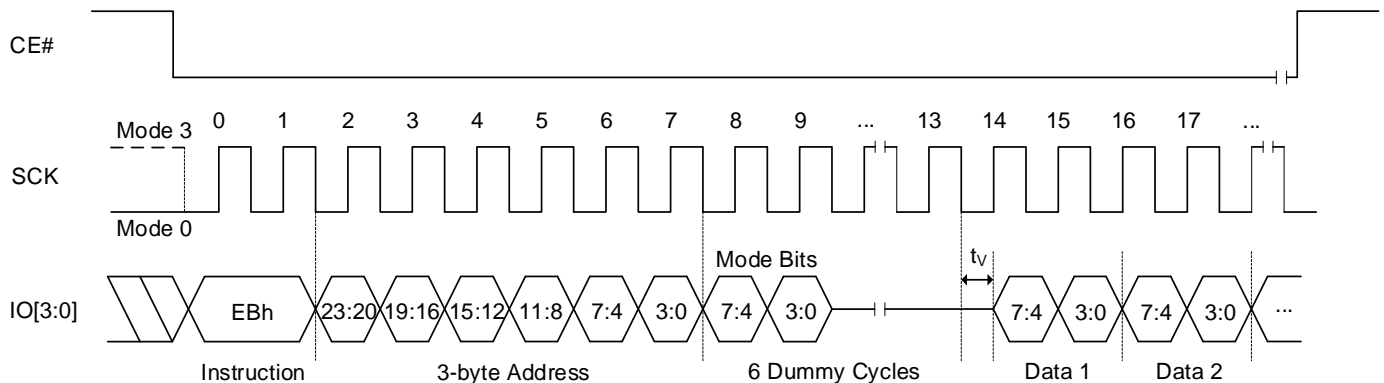 CE#
0 1 2 3 4 5 6 7 8 9 ... 13 14 15 16 17 ...
Mode 3
SCK
Mode 0
Mode Bits tV
IO[3:0] EBh 23:20 19:16 15:12 11:8 7:4 3:0 7:4 3:0 7:4 3:0 7:4 3:0 ...
Instruction 3-byte Address 6 Dummy Cycles Data 1 Data 2